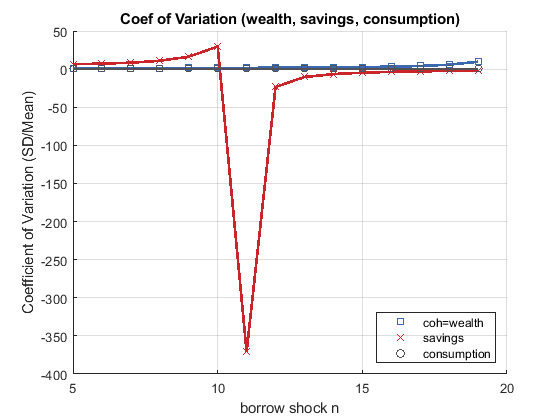 Coef of Variation (wealth, savings, consumption)
Coefficient of Variation (SD/Mean)
50
0
-50
-100
-150
-200
-250
-300
-350
-400
5
10
15
20
borrow shock n
coh=wealth
savings
consumption